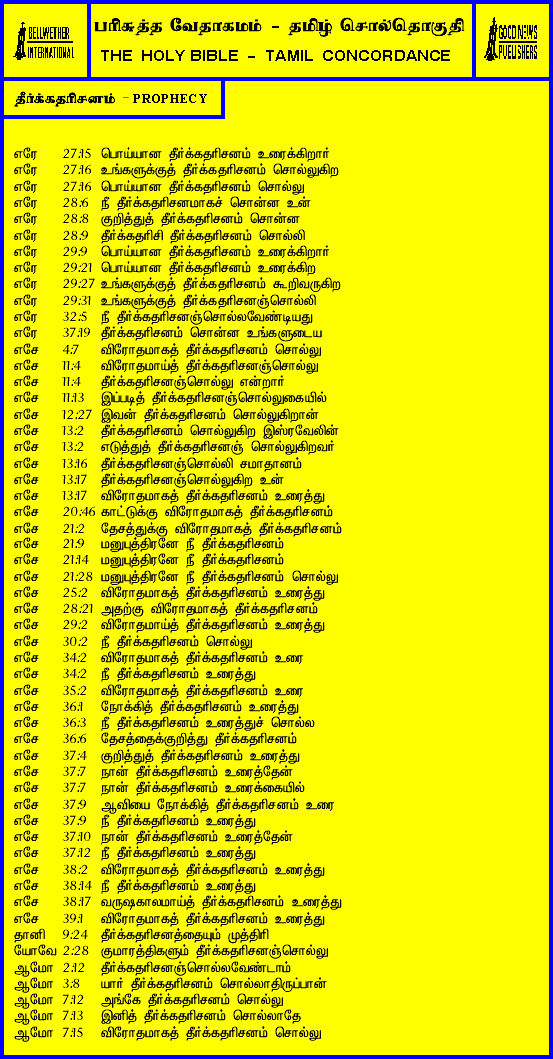 BELLWETHER
INTERNATIONAL
பரிசுத்த வேதாகமம் - தமிழ் சொல்தொகுதி
THE HOLY BIBLE - TAMIL CONCORDANCE
GOOD NEWS
PUBLISHERS
தீர்க்கதரிசனம் - PROPHECY
எரே 27:15 பொய்யான தீர்க்கதரிசனம் உரைக்கிறார்
எரே 27:16 உங்களுக்குத் தீர்க்கதரிசனம் சொல்லுகிற
எரே 27:16 பொய்யான தீர்க்கதரிசனம் சொல்லு
எரே 28:6 நீ தீர்க்கதரிசனமாகச் சொன்ன உன்
எரே 28:8 குறித்துத் தீர்க்கதரிசனம் சொன்ன
எரே 28:9 தீர்க்கதரிசி தீர்க்கதரிசனம் சொல்லி
எரே 29:9 பொய்யான தீர்க்கதரிசனம் உரைக்கிறார்
எரே 29:21 பொய்யான தீர்க்கதரிசனம் உரைக்கிற
எரே 29:27 உங்களுக்குத் தீர்க்கதரிசனம் கூறிவருகிற
எரே 29:31 உங்களுக்குத் தீர்க்கதரிசனஞ்சொல்லி
எரே 32:5 நீ தீர்க்கதரிசனஞ்சொல்லவேண்டியது
எரே 37:19 தீர்க்கதரிசனம் சொன்ன உங்களுடைய
எசே 4:7 விரோதமாகத் தீர்க்கதரிசனம் சொல்லு
எசே 11:4 விரோதமாய்த் தீர்க்கதரிசனஞ்சொல்லு
எசே 11:4 தீர்க்கதரிசனஞ்சொல்லு என்றார்
எசே 11:13 இப்படித் தீர்க்கதரிசனஞ்சொல்லுகையில்
எசே 12:27 இவன் தீர்க்கதரிசனம் சொல்லுகிறான்
எசே 13:2 தீர்க்கதரிசனம் சொல்லுகிற இஸ்ரவேலின்
எசே 13:2 எடுத்துத் தீர்க்கதரிசனஞ் சொல்லுகிறவர்
எசே 13:16 தீர்க்கதரிசனஞ்சொல்லி சமாதானம்
எசே 13:17 தீர்க்கதரிசனஞ்சொல்லுகிற உன்
எசே 13:17 விரோதமாகத் தீர்க்கதரிசனம் உரைத்து
எசே 20:46 காட்டுக்கு விரோதமாகத் தீர்க்கதரிசனம்
எசே 21:2 தேசத்துக்கு விரோதமாகத் தீர்க்கதரிசனம்
எசே 21:9 மனுபுத்திரனே நீ தீர்க்கதரிசனம்
எசே 21:14 மனுபுத்திரனே நீ தீர்க்கதரிசனம்
எசே 21:28 மனுபுத்திரனே நீ தீர்க்கதரிசனம் சொல்லு
எசே 25:2 விரோதமாகத் தீர்க்கதரிசனம் உரைத்து
எசே 28:21 அதற்கு விரோதமாகத் தீர்க்கதரிசனம்
எசே 29:2 விரோதமாய்த் தீர்க்கதரிசனம் உரைத்து
எசே 30:2 நீ தீர்க்கதரிசனம் சொல்லு
எசே 34:2 விரோதமாகத் தீர்க்கதரிசனம் உரை
எசே 34:2 நீ தீர்க்கதரிசனம் உரைத்து
எசே 35:2 விரோதமாகத் தீர்க்கதரிசனம் உரை
எசே 36:1 நோக்கித் தீர்க்கதரிசனம் உரைத்து
எசே 36:3 நீ தீர்க்கதரிசனம் உரைத்துச் சொல்ல
எசே 36:6 தேசத்தைக்குறித்து தீர்க்கதரிசனம்
எசே 37:4 குறித்துத் தீர்க்கதரிசனம் உரைத்து
எசே 37:7 நான் தீர்க்கதரிசனம் உரைத்தேன்
எசே 37:7 நான் தீர்க்கதரிசனம் உரைக்கையில்
எசே 37:9 ஆவியை நோக்கித் தீர்க்கதரிசனம் உரை
எசே 37:9 நீ தீர்க்கதரிசனம் உரைத்து
எசே 37:10 நான் தீர்க்கதரிசனம் உரைத்தேன்
எசே 37:12 நீ தீர்க்கதரிசனம் உரைத்து
எசே 38:2 விரோதமாகத் தீர்க்கதரிசனம் உரைத்து
எசே 38:14 நீ தீர்க்கதரிசனம் உரைத்து
எசே 38:17 வருஷகாலமாய்த் தீர்க்கதரிசனம் உரைத்து
எசே 39:1 விரோதமாகத் தீர்க்கதரிசனம் உரைத்து
தானி 9:24 தீர்க்கதரிசனத்தையும் முத்திரி
யோவே 2:28 குமாரத்திகளும் தீர்க்கதரிசனஞ்சொல்லு
ஆமோ 2:12 தீர்க்கதரிசனஞ்சொல்லவேண்டாம்
ஆமோ 3:8 யார் தீர்க்கதரிசனம் சொல்லாதிருப்பான்
ஆமோ 7:12 அங்கே தீர்க்கதரிசனம் சொல்லு
ஆமோ 7:13 இனித் தீர்க்கதரிசனம் சொல்லாதே
ஆமோ 7:15 விரோதமாகத் தீர்க்கதரிசனம் சொல்லு